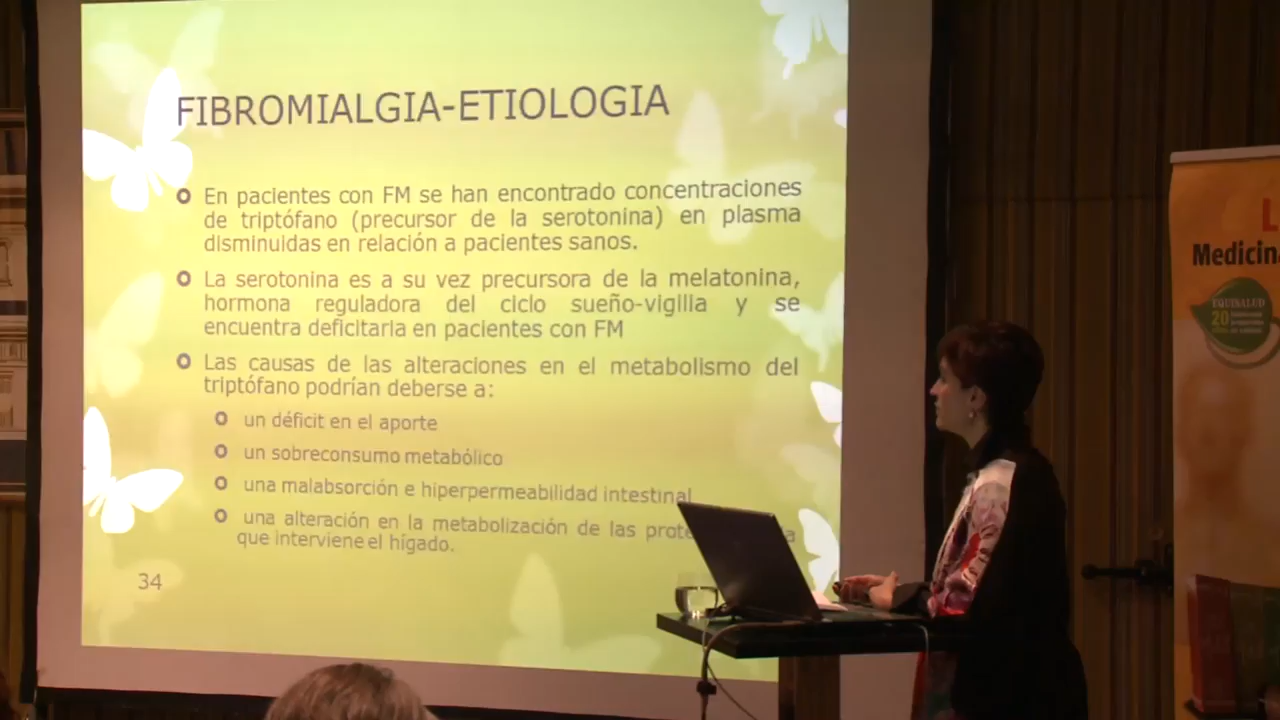 FIBROMIALGIA-ETIOLOGIA
En pacientes con FM se han encontrado concentraciones
de triptófano (precursor de la serotonina) en plasma
disminuidas en relación a pacientes sanos.
La serotonina es a su vez precursora de la melatonina,
hormona reguladora del ciclo sueño-vigilia y se
encuentra deficitaria en pacientes con FM
Las causas de las alteraciones en el metabolismo del
triptófano podrían deberse a:
un déficit en el aporte
un sobreconsumo metabólico
una malabsorción e hiperpermeabilidad intestinal
una alteración en la metabolización de las prote a
que interviene el hígado.
34
L
Medicin
EQUISALUD
20